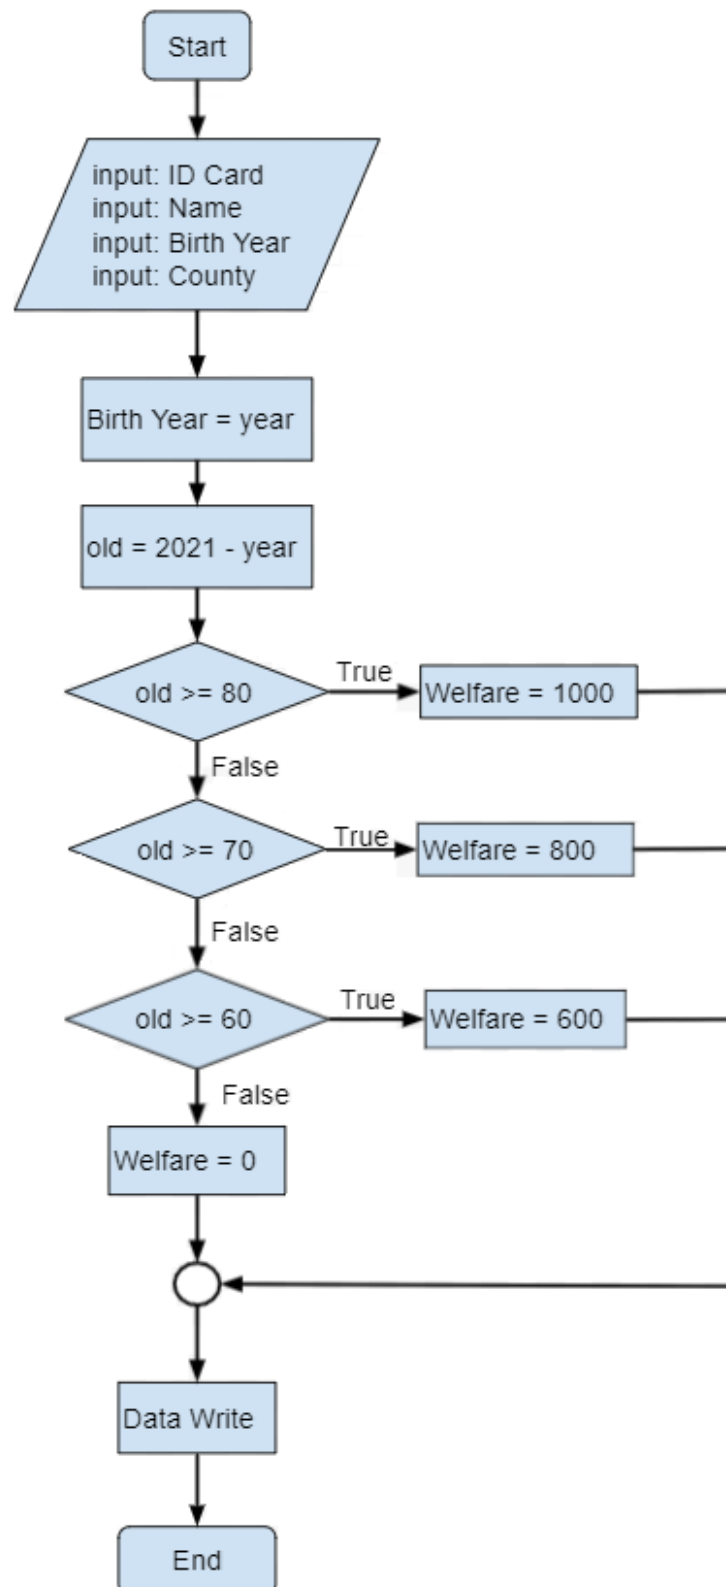 Start
input: ID Card
input: Name
input: Birth Year
input: County
Birth Year = year
old = 2021 - year
old >= 80
True
Welfare = 1000
False
old >= 70
True
Welfare = 800
False
old >= 60
True
Welfare = 600
False
Welfare = 0
Data Write
End